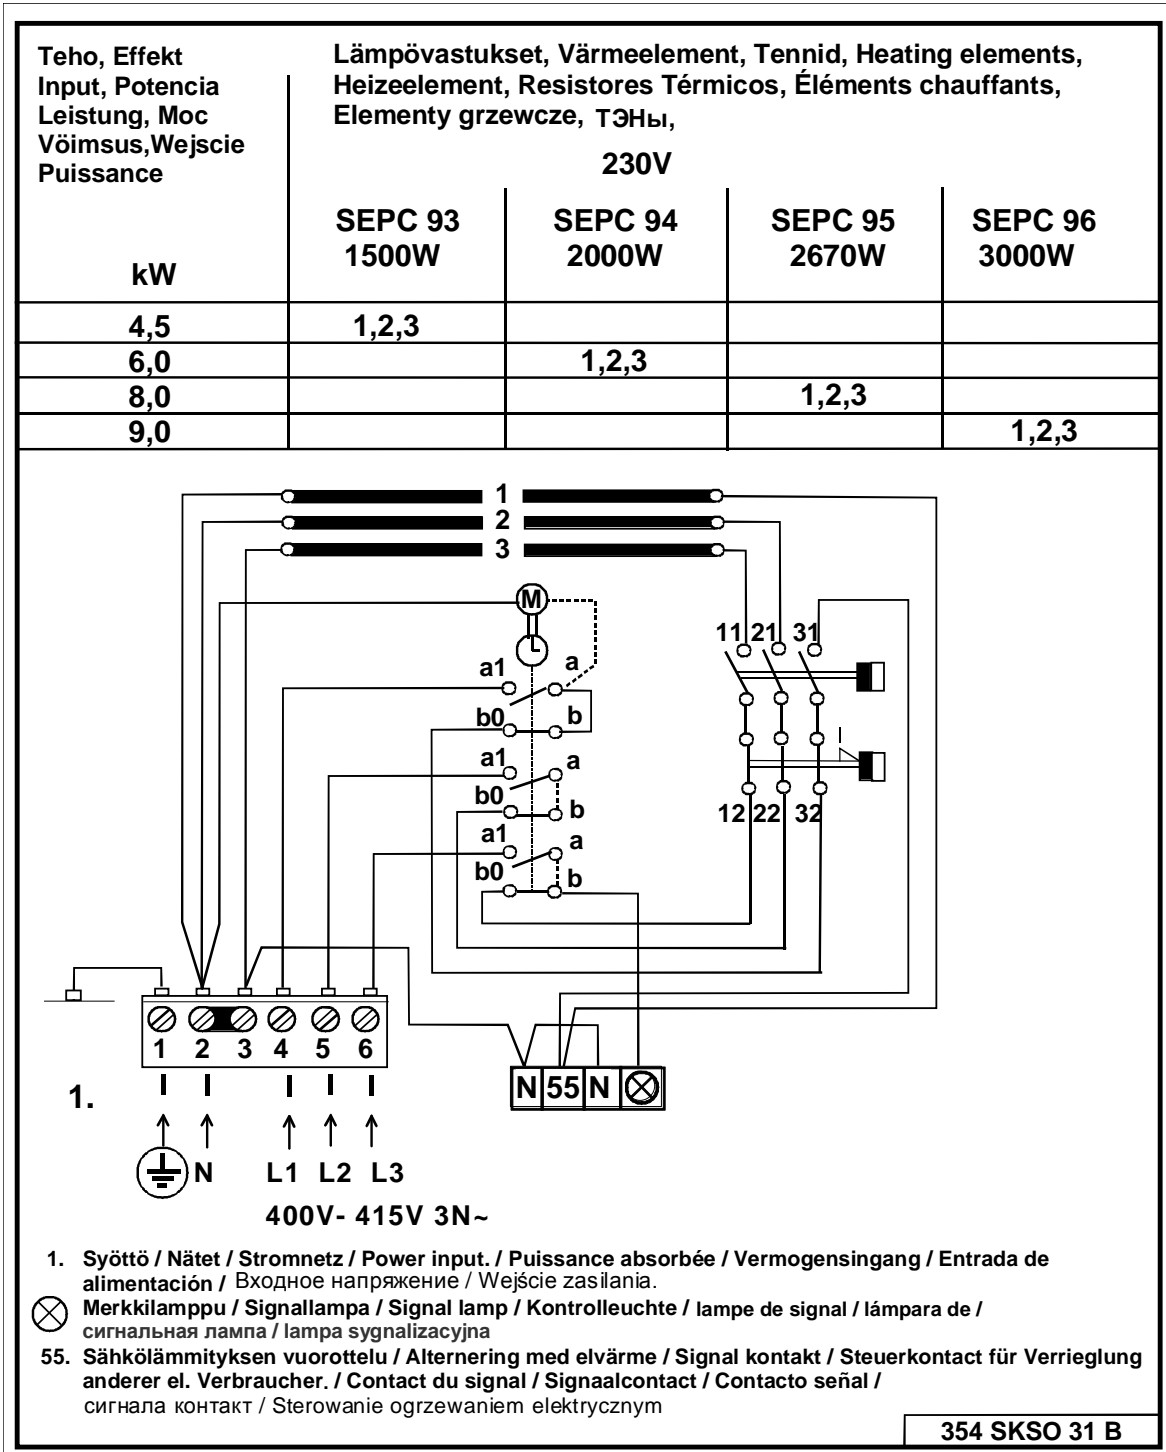 Teho, Effekt
Input, Potencia
Leistung, Moc
Vöimsus,Wejscie
Puissance
kW
Lämpövastukset, Värmeelement, Tennid, Heating elements,
Heizeelement, Resistores Térmicos, Éléments chauffants,
Elementy grzewcze, ТЭНы,
230V
SEPC 93 SEPC 94 SEPC 95 SEPC 96
1500W 2000W 2670W 3000W
4,5 1,2,3
6,0 1,2,3
8,0 1,2,3
9,0 1,2,3
1
2
3
M
11 21 31
a1 a
b0 b
a1 a
b0 b
a1 a
b0 b
12 22 32
1 2 3 4 5 6
N 55 N
1.
N L1 L2 L3
400V- 415V 3N~
1. Syöttö / Nätet / Stromnetz / Power input. / Puissance absorbée / Vermogensingang / Entrada de
alimentación / Входное напряжение / Wejście zasilania.
Merkkilamppu / Signallampa / Signal lamp / Kontrolleuchte / lampe de signal / lámpara de /
сигнальная лампа / lampa sygnalizacyjna
55. Sähkölämmityksen vuorottelu / Alternering med elvärme / Signal kontakt / Steuerkontact für Verrieglung
anderer el. Verbraucher. / Contact du signal / Signaalcontact / Contacto señal /
сигнала контакт / Sterowanie ogrzewaniem elektrycznym
354 SKSO 31 B